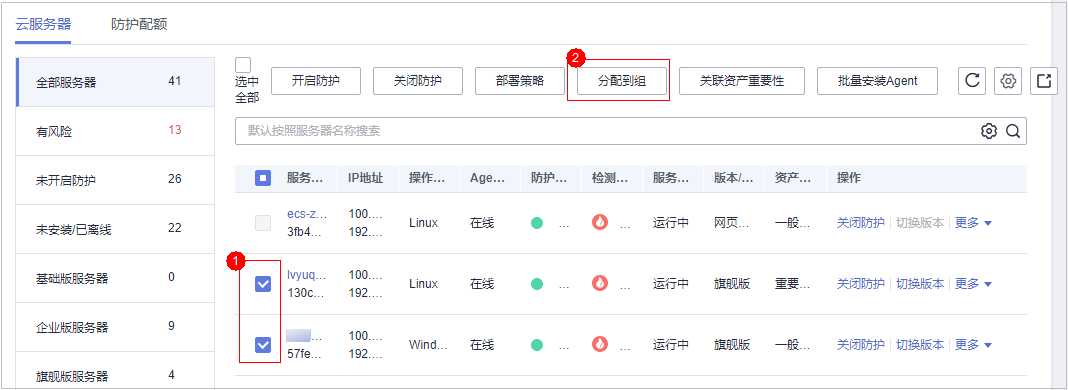 云服务器 防护配额
全部服务器 41
有风险 13
未开启防护 26
未安装/已离线 22
基础版服务器 0
企业版服务器 9
旗舰版服务器 4
选中
全部
开启防护 关闭防护 部署策略 2 分配到组 关联资产重要性 批量安装Agent
默认按照服务器名称搜索
服务... IP地址 操作... Age... 防护... 检测... 服务... 版本/... 资产... 操作
ecs-z... 100....
Linux 在线 ... ... 运行中 网页... 一般... 关闭防护 切换版本 更多
3fb4... 192....
1
lvyuq... 100....
Linux 在线 ... ... 运行中 旗舰版 重要... 关闭防护 切换版本 更多
130c... 192....
... 100....
Wind... 在线 ... ... 运行中 旗舰版 一般... 关闭防护 切换版本 更多
57fe... 192....